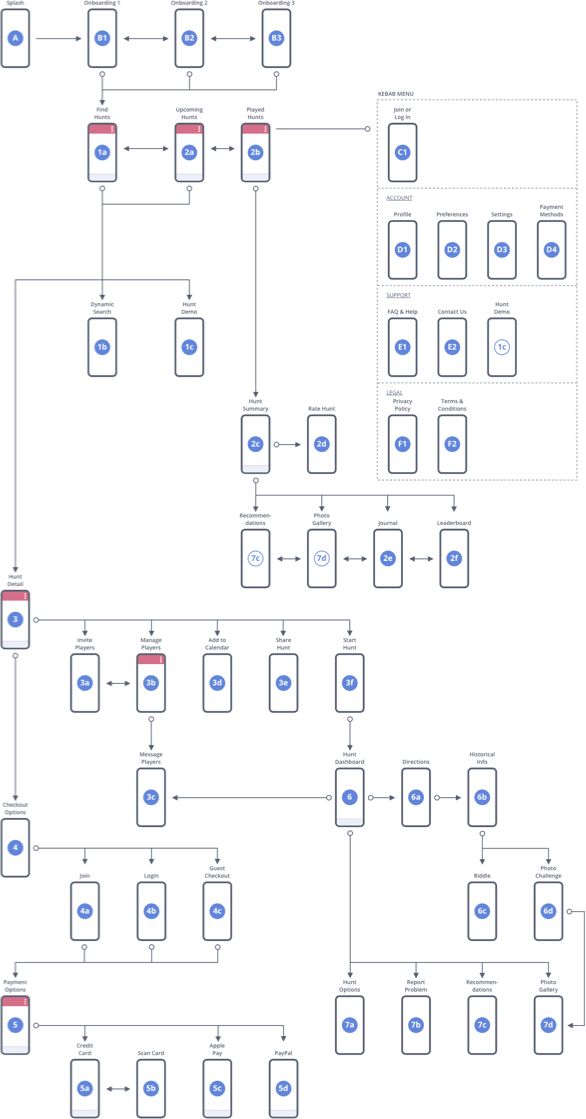 Splash
Onboarding 1
Onboarding 2
Onboarding 3
A
B1
B2
B3
KEBAB MENU
Find
Hunts
Upcoming
Hunts
Played
Hunts
Join or
Log In
1a
2a
2b
C1
ACCOUNT
Profile
Preferences
Settings
Payment
Methods
D1
D2
D3
D4
SUPPORT
FAQ & Help
Contact Us
Hunt
Demo
E1
E2
1c
Dynamic
Search
Hunt
Demo
1b
1c
LEGAL
Privacy
Policy
Terms &
Conditions
F1
F2
Hunt
Summary
Rate Hunt
2c
2d
Recommen-
dations
Photo
Gallery
Journal
Leaderboard
7c
7d
2e
2f
Hunt
Detail
3
Invite
Players
Manage
Players
Add to
Calendar
Share
Hunt
Start
Hunt
3a
3b
3d
3e
3f
Message
Players
Hunt
Dashboard
Directions
Historical
Info
3c
6
6a
6b
Checkout
Options
4
Join
Login
Guest
Checkout
Riddle
Photo
Challenge
4a
4b
4c
6c
6d
Payment
Options
Hunt
Options
Report
Problem
Recommen-
dations
Photo
Gallery
5
7a
7b
7c
7d
Credit
Card
Scan Card
Apple
Pay
PayPal
5a
5b
5c
5d